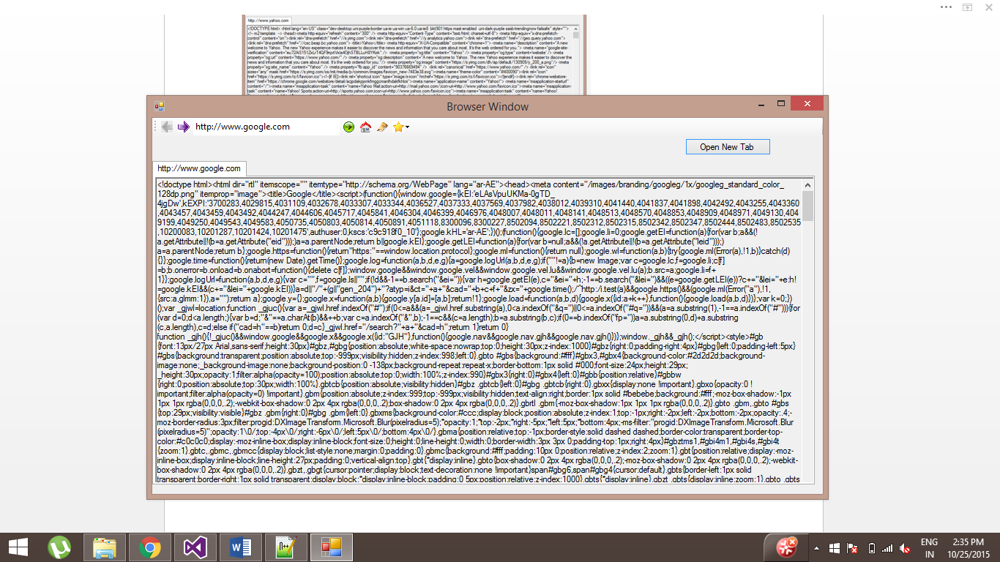 http://www.yahoo.com
Browser Window
http://www.google.com
Open New Tab
http://www.google.com
<!doctype html><html dir="rtl" itemscope="" itemtype="http://schema.org/WebPage" lang="ar-AE"><head><meta content="/images/branding/googleg/1x/googleg_standard_color_
128dp.png" itemprop="image"><title>Google</title><script>(function(){window.google={kEI:'eLAsVpuUKMa-0gTD_
4jgDw',kEXPI:'3700283,4029815,4031109,4032678,4033307,4033344,4036527,4037333,4037569,4037982,4038012,4039310,4041440,4041837,4041898,4042492,4043255,4043360
,4043457,4043459,4043492,4044247,4044606,4045717,4045841,4046304,4046399,4046976,4048007,4048011,4048141,4048513,4048570,4048853,4048909,4048971,4049130,404
9199,4049250,4049543,4049583,4050735,4050803,4050814,4050891,4051118,8300096,8300227,8502094,8502221,8502312,8502315,8502342,8502347,8502444,8502483,8502535
,10200083,10201287,10201424,10201475',authuser:0,kscs:'c9c918f0_10'};google.kHL='ar-AE';})();(function(){google.lc=[];google.li=0;google.getEI=function(a){for(var b;a&&(!
a.getAttribute||!(b=a.getAttribute("eid")));)a=a.parentNode;return b||google.kEI};google.getLEI=function(a){for(var b=null;a&&(!a.getAttribute||!(b=a.getAttribute("leid")));)
a=a.parentNode;return b};google.https=function(){return"https:"==window.location.protocol};google.ml=function(){return null};google.wl=function(a,b){try{google.ml(Error(a),!1,b)}catch(d)
{}};google.time=function(){return(new Date).getTime()};google.log=function(a,b,d,e,g){a=google.logUrl(a,b,d,e,g);if(""!=a){b=new Image;var c=google.lc,f=google.li;c[f]
=b;b.onerror=b.onload=b.onabort=function(){delete c[f]};window.google&&window.google.vel&&window.google.vel.lu&&window.google.vel.lu(a);b.src=a;google.li=f+
1}};google.logUrl=function(a,b,d,e,g){var c="",f=google.ls||"";if(!d&&-1==b.search("&ei=")){var h=google.getEI(e),c="&ei="+h;-1==b.search("&lei=")&&((e=google.getLEI(e))?c+="&lei="+e:h!
=google.kEI&&(c+="&lei="+google.kEI))}a=d||"/"+(g||"gen_204")+"?atyp=i&ct="+a+"&cad="+b+c+f+"&zx="+google.time();/^http:/i.test(a)&&google.https()&&(google.ml(Error("a"),!1,
{src:a,glmm:1}),a="");return a};google.y={};google.x=function(a,b){google.y[a.id]=[a,b];return!1};google.load=function(a,b,d){google.x({id:a+k++},function(){google.load(a,b,d)})};var k=0;})
();var _gjwl=location;function _gjuc(){var a=_gjwl.href.indexOf("#");if(0<=a&&(a=_gjwl.href.substring(a),0<a.indexOf("&q=")||0<=a.indexOf("#q="))&&(a=a.substring(1),-1==a.indexOf("#"))){for
(var d=0;d<a.length;){var b=d;"&"==a.charAt(b)&&++b;var c=a.indexOf("&",b);-1==c&&(c=a.length);b=a.substring(b,c);if(0==b.indexOf("fp="))a=a.substring(0,d)+a.substring
(c,a.length),c=d;else if("cad=h"==b)return 0;d=c}_gjwl.href="/search?"+a+"&cad=h";return 1}return 0}
function _gjh(){!_gjuc()&&window.google&&google.x&&google.x({id:"GJH"},function(){google.nav&&google.nav.gjh&&google.nav.gjh()})};window._gjh&&_gjh();</script><style>#gb
{font:13px/27px Arial,sans-serif;height:30px}#gbz,#gbg{position:absolute;white-space:nowrap;top:0;height:30px;z-index:1000}#gbz{right:0;padding-right:4px}#gbg{left:0;padding-left:5px}
#gbs{background:transparent;position:absolute;top:-999px;visibility:hidden;z-index:998;left:0}.gbto #gbs{background:#fff}#gbx3,#gbx4{background-color:#2d2d2d;background-
image:none;_background-image:none;background-position:0 -138px;background-repeat:repeat-x;border-bottom:1px solid #000;font-size:24px;height:29px;
_height:30px;opacity:1;filter:alpha(opacity=100);position:absolute;top:0;width:100%;z-index:990}#gbx3{right:0}#gbx4{left:0}#gbb{position:relative}#gbbw
{right:0;position:absolute;top:30px;width:100%}.gbtcb{position:absolute;visibility:hidden}#gbz .gbtcb{left:0}#gbg .gbtcb{right:0}.gbxx{display:none !important}.gbxo{opacity:0 !
important;filter:alpha(opacity=0) !important}.gbm{position:absolute;z-index:999;top:-999px;visibility:hidden;text-align:right;border:1px solid #bebebe;background:#fff;-moz-box-shadow:-1px
1px 1px rgba(0,0,0,.2);-webkit-box-shadow:0 2px 4px rgba(0,0,0,.2);box-shadow:0 2px 4px rgba(0,0,0,.2)}.gbrtl .gbm{-moz-box-shadow:1px 1px 1px rgba(0,0,0,.2)}.gbto .gbm,.gbto #gbs
{top:29px;visibility:visible}#gbz .gbm{right:0}#gbg .gbm{left:0}.gbxms{background-color:#ccc;display:block;position:absolute;z-index:1;top:-1px;right:-2px;left:-2px;bottom:-2px;opacity:.4;-
moz-border-radius:3px;filter:progid:DXImageTransform.Microsoft.Blur(pixelradius=5);*opacity:1;*top:-2px;*right:-5px;*left:5px;*bottom:4px;-ms-filter:"progid:DXImageTransform.Microsoft.Blur
(pixelradius=5)";opacity:1\0/;top:-4px\0/;right:-6px\0/;left:5px\0/;bottom:4px\0/}.gbma{position:relative;top:-1px;border-style:solid dashed dashed;border-color:transparent;border-top-
color:#c0c0c0;display:-moz-inline-box;display:inline-block;font-size:0;height:0;line-height:0;width:0;border-width:3px 3px 0;padding-top:1px;right:4px}#gbztms1,#gbi4m1,#gbi4s,#gbi4t
{zoom:1}.gbtc,.gbmc,.gbmcc{display:block;list-style:none;margin:0;padding:0}.gbmc{background:#fff;padding:10px 0;position:relative;z-index:2;zoom:1}.gbt{position:relative;display:-moz-
inline-box;display:inline-block;line-height:27px;padding:0;vertical-align:top}.gbt{*display:inline}.gbto{box-shadow:0 2px 4px rgba(0,0,0,.2);-moz-box-shadow:0 2px 4px rgba(0,0,0,.2);-webkit-
box-shadow:0 2px 4px rgba(0,0,0,.2)}.gbzt,.gbgt{cursor:pointer;display:block;text-decoration:none !important}span#gbg6,span#gbg4{cursor:default}.gbts{border-left:1px solid
transparent;border-right:1px solid transparent;display:block;*display:inline-block;padding:0 5px;position:relative;z-index:1000}.gbts{*display:inline}.gbzt .gbts{display:inline;zoom:1}.gbto .gbts
ENG
IN
2:35 PM
10/25/2015